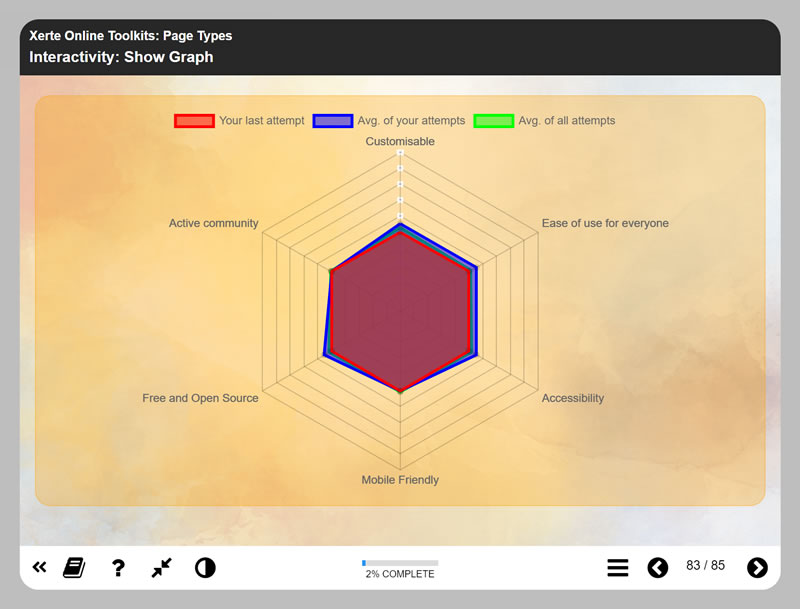 Xerte Online Toolkits: Page Types
Interactivity: Show Graph
Your last attempt Avg. of your attempts Avg. of all attempts
Customisable
Active community Ease of use for everyone
Free and Open Source Accessibility
Mobile Friendly
?
2% COMPLETE
83 / 85